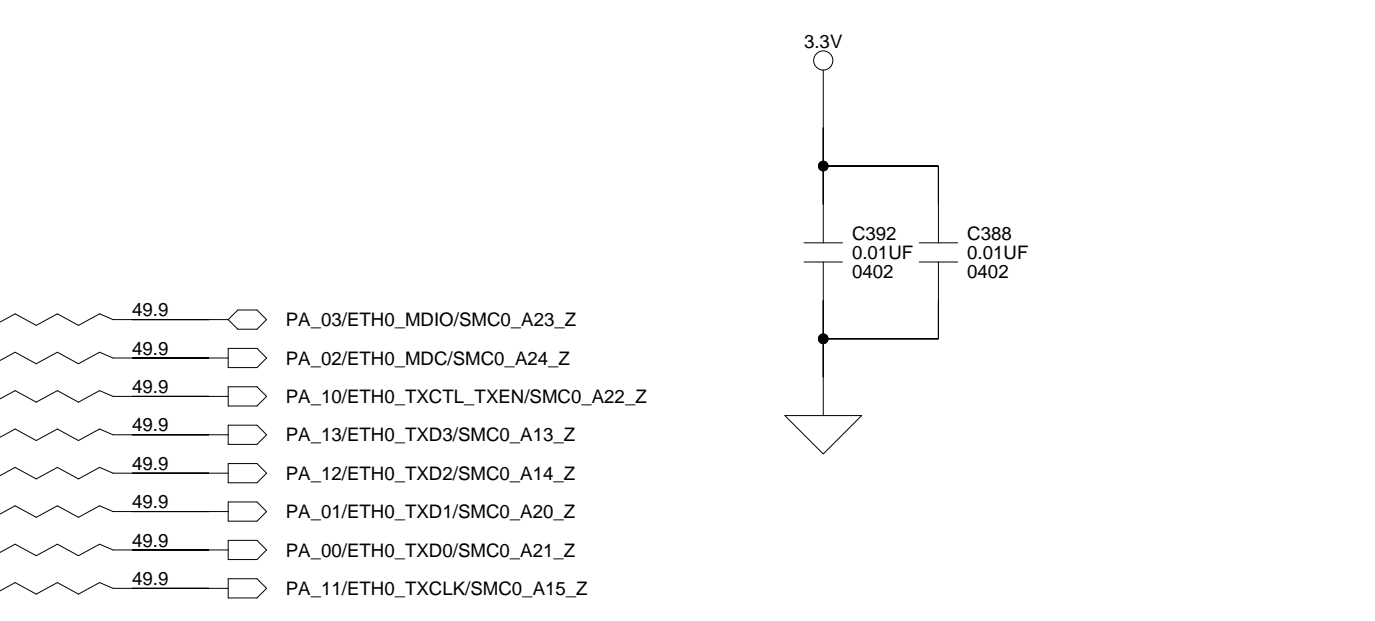 3.3V
C392
0.01UF
0402
C388
0.01UF
0402
49.9 PA_03/ETH0_MDIO/SMC0_A23_Z
49.9 PA_02/ETH0_MDC/SMC0_A24_Z
49.9 PA_10/ETH0_TXCTL_TXEN/SMC0_A22_Z
49.9 PA_13/ETH0_TXD3/SMC0_A13_Z
49.9 PA_12/ETH0_TXD2/SMC0_A14_Z
49.9 PA_01/ETH0_TXD1/SMC0_A20_Z
49.9 PA_00/ETH0_TXD0/SMC0_A21_Z
49.9 PA_11/ETH0_TXCLK/SMC0_A15_Z